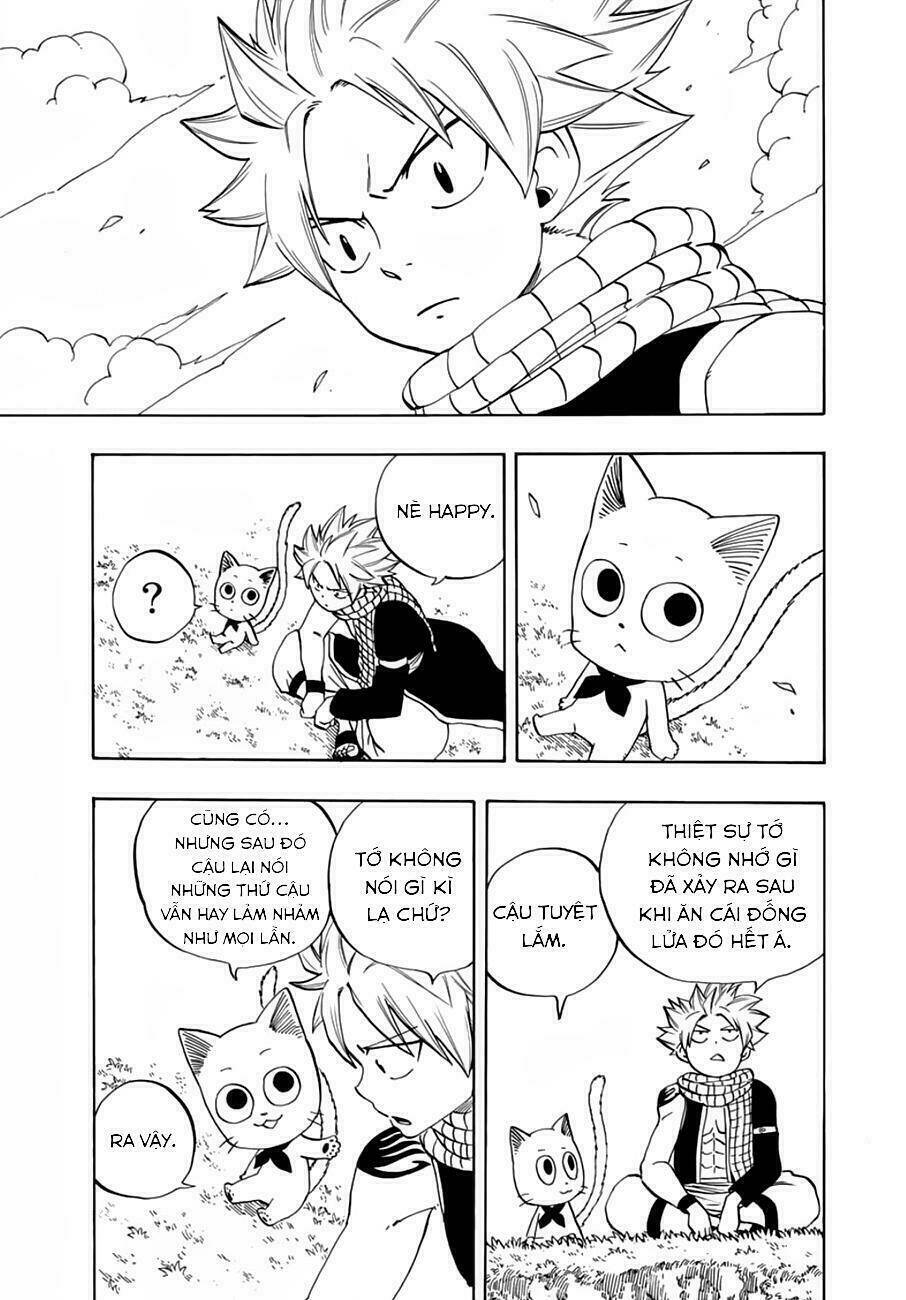 NÈ HAPPY.
?
THIỆT SỰ TỚ
KHÔNG NHỚ GÌ
ĐÃ XẢY RA SAU
KHI ĂN CÁI ĐỐNG
LỬA ĐÓ HẾT Á.
CẬU TUYỆT
LẮM.
TỚ KHÔNG
NÓI GÌ KÌ
LẠ CHỨ?
CŨNG CÓ...
NHƯNG SAU ĐÓ
CẬU LẠI NÓI
NHỮNG THỨ CẬU
VẪN HAY LẢM NHẢM
NHƯ MỌI LẦN.
RA VẬY.